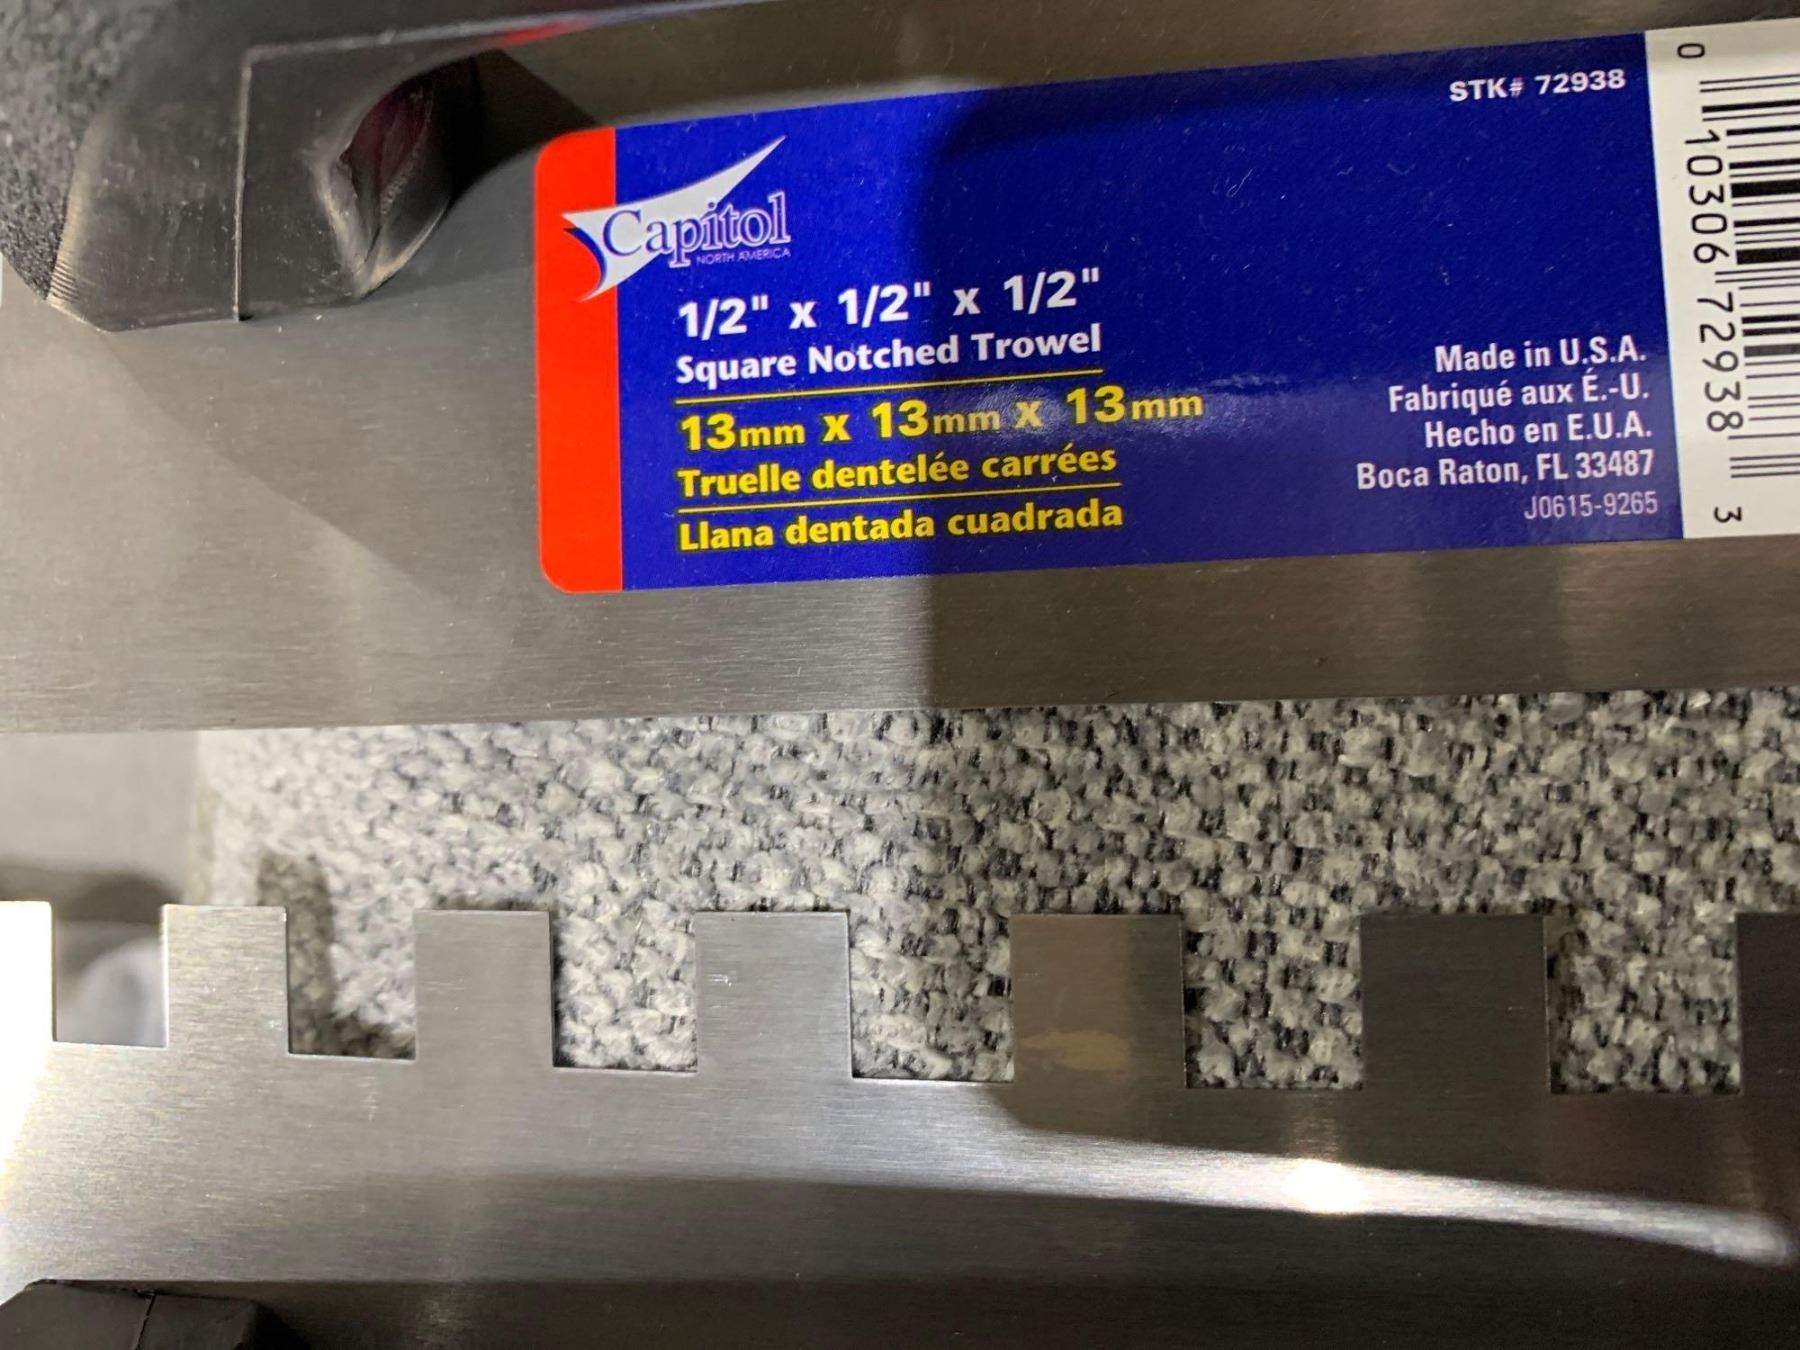 STK# 72938
Capitol
NORTH AMERICA
1/2" x 1/2" x 1/2"
Square Notched Trowel
13mm x 13mm x 13mm
Truelle dentelée carrées
Llana dentada cuadrada
Made in U.S.A.
Fabriqué aux É.-U.
Hecho en E.U.A.
Boca Raton, FL 33487
J0615-9265
0 10306 72938 3